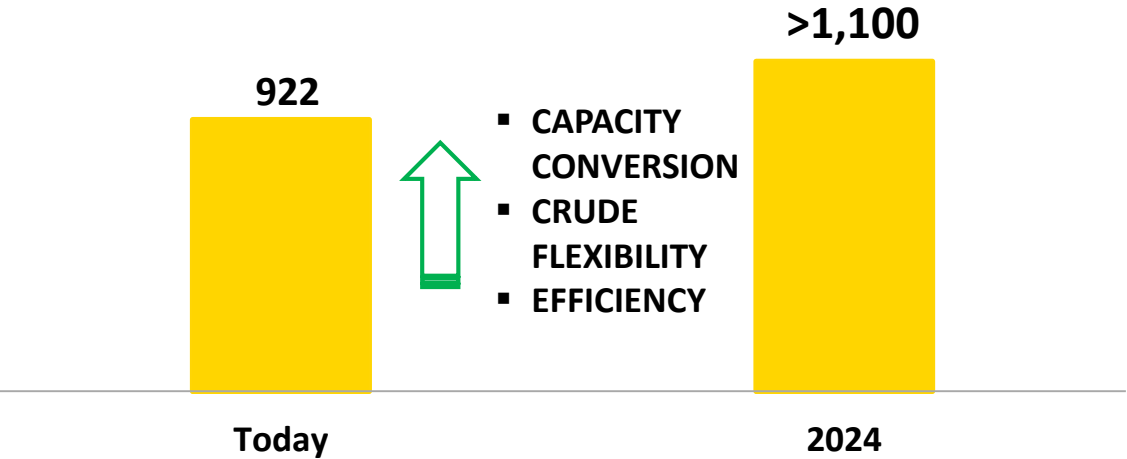 >1,100
922
▪ CAPACITY
CONVERSION
▪ CRUDE
FLEXIBILITY
▪ EFFICIENCY
Today
2024